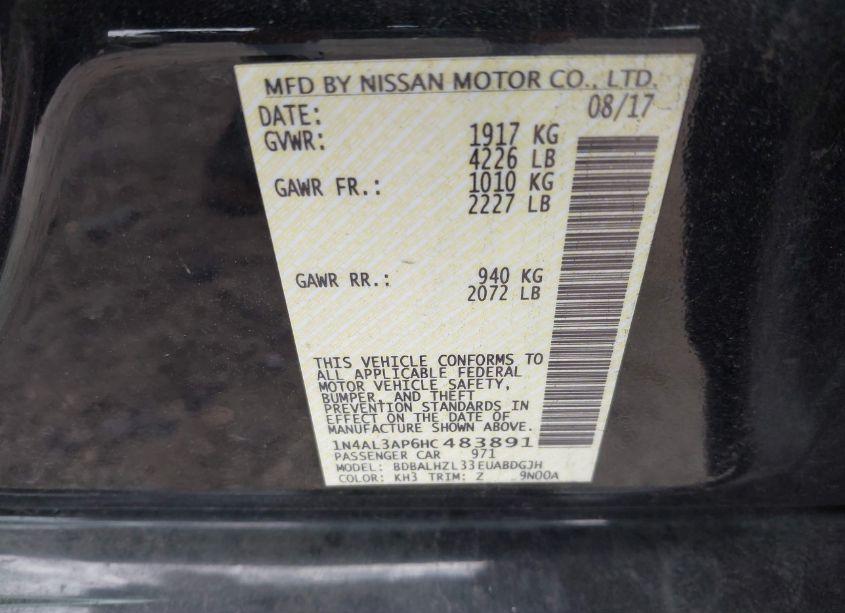 MFD BY NISSAN MOTOR CO., LTD.
DATE: 08/17
GVWR: 1917 KG
4226 LB
GAWR FR.: 1010 KG
2227 LB
GAWR RR.: 940 KG
2072 LB
THIS VEHICLE CONFORMS TO
ALL APPLICABLE FEDERAL
MOTOR VEHICLE SAFETY,
BUMPER, AND THEFT
PREVENTION STANDARDS IN
EFFECT ON THE DATE OF
MANUFACTURE SHOWN ABOVE.
1N4AL3AP6HC483891
PASSENGER CAR 971
MODEL: BDBALHZL33EUABDGJH
COLOR: KH3 TRIM: Z 9N00A